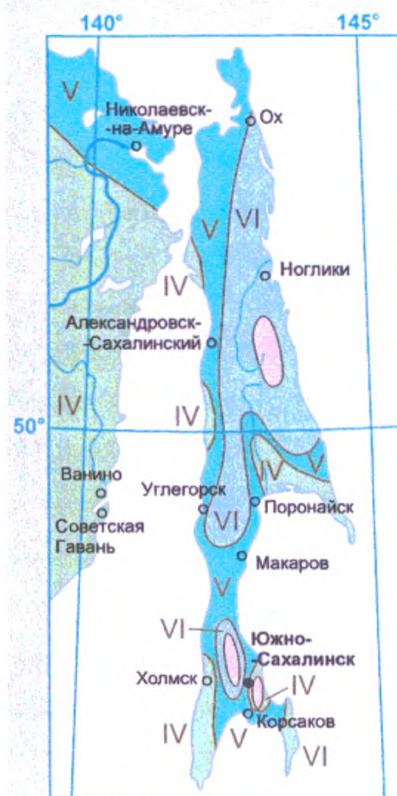 140°
145°
V
Николаевск-
-на-Амуре
Ох
V
VI
IV
Ноглики
Александровск-
-Сахалинский
IV
IV
50°
IV
V
Ванино
Углегорск
VI
Поронайск
Советская
Гавань
Макаров
V
VI
Южно-
-Сахалинск
Холмск
IV
Корсаков
IV
V
VI